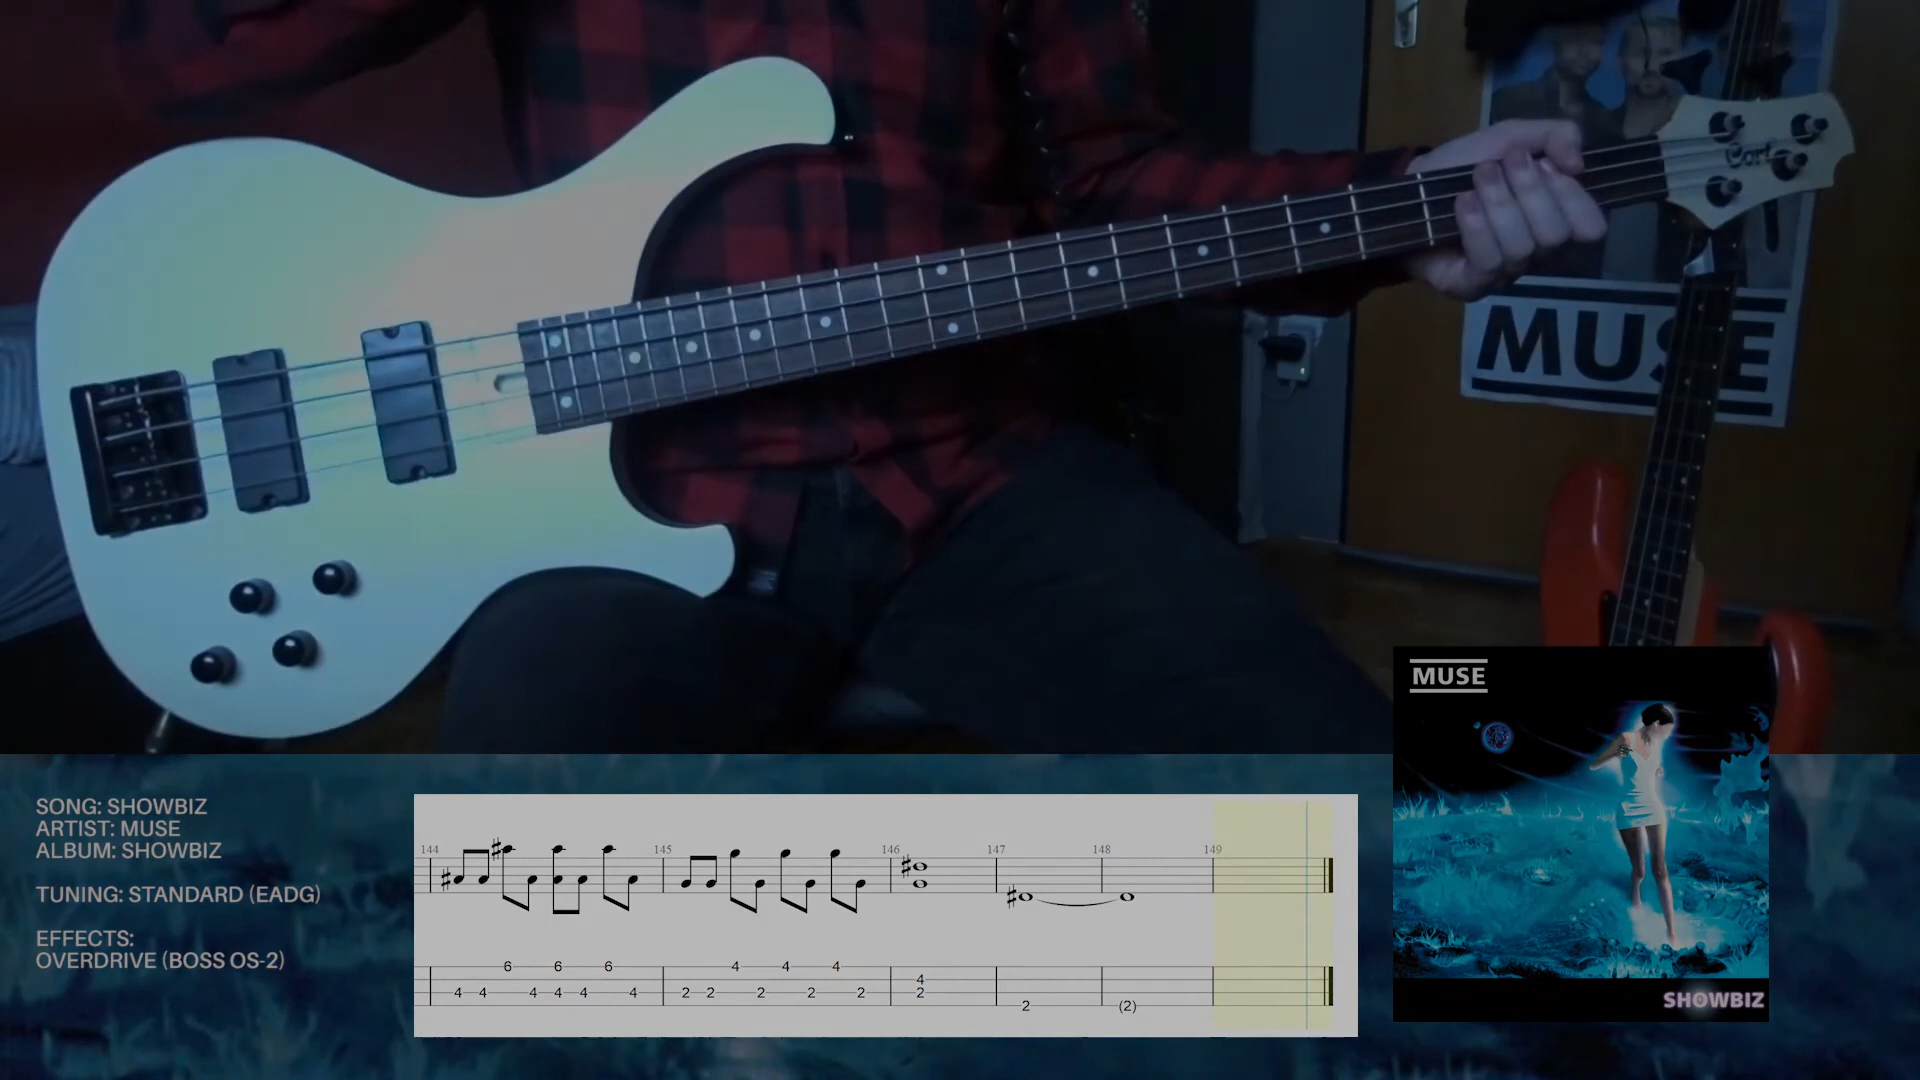 Cort
MUSE
MUSE
SONG: SHOWBIZ
ARTIST: MUSE
ALBUM: SHOWBIZ
TUNING: STANDARD (EADG)
EFFECTS:
OVERDRIVE (BOSS OS-2)
144 145 146 147 148 149
6 6 6 4 4 4
4
4 4 4 4 4 4 2 2 2 2 2 2
2 (2)
SHOWBIZ